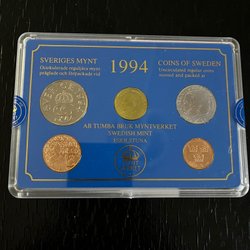 SVERIGES MYNT
Ocirkulerade reguljära mynt
präglade och förpackade vid
1994
COINS OF SWEDEN
Uncirculated regular coins
minted and packed at
AB TUMBA BRUK MYNTVERKET
SWEDISH MINT
ESKILSTUNA